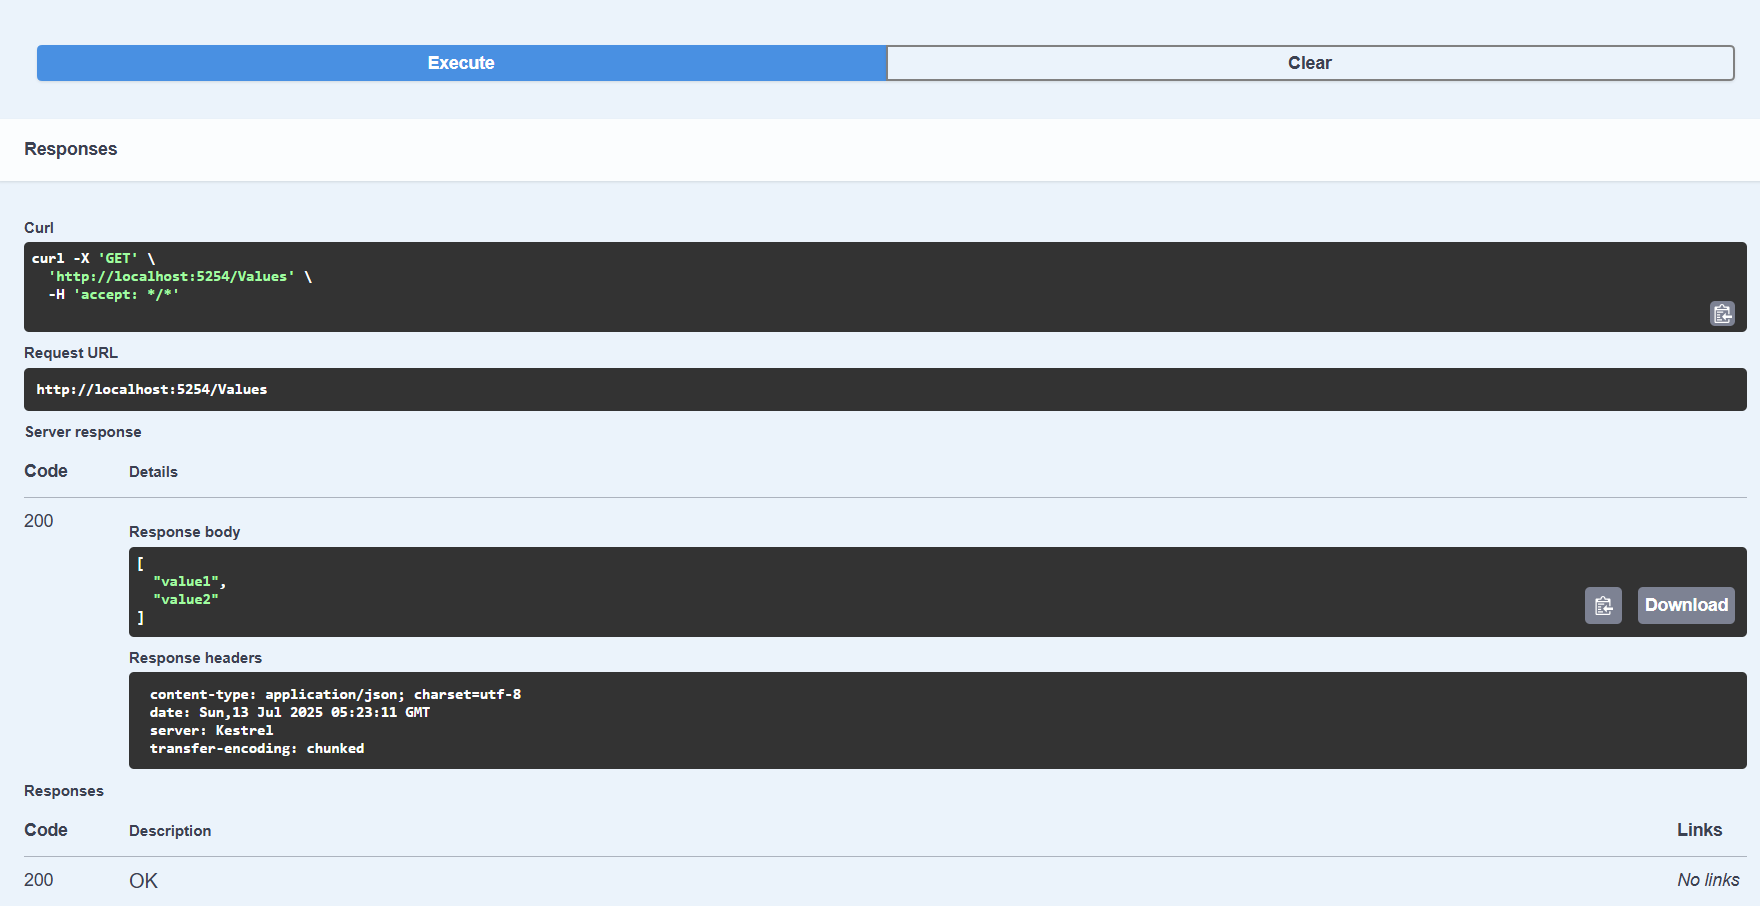 Execute
Clear
Responses
Curl
curl -X 'GET' \
  'http://localhost:5254/Values' \
  -H 'accept: */*'
Request URL
http://localhost:5254/Values
Server response
Code Details
200
Response body
[
  "value1",
  "value2"
]
Download
Response headers
content-type: application/json; charset=utf-8
date: Sun,13 Jul 2025 05:23:11 GMT
server: Kestrel
transfer-encoding: chunked
Responses
Code Description Links
200 OK No links